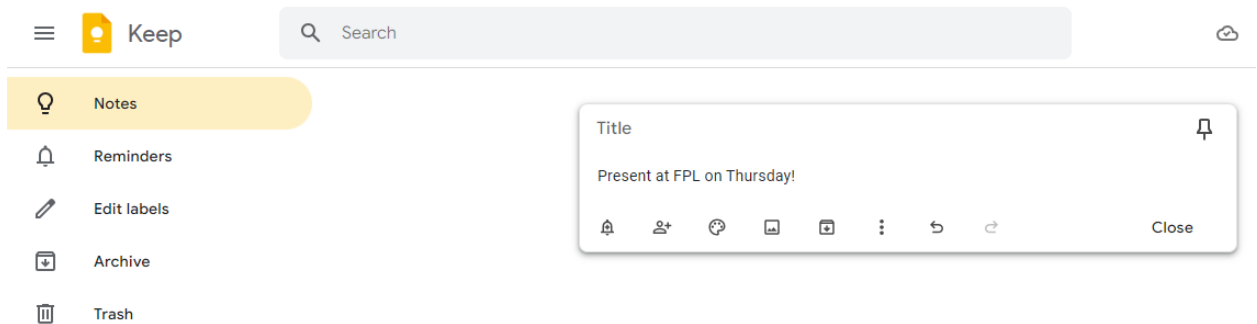 Keep
Search
Notes
Title
Reminders
Present at FPL on Thursday!
Edit labels
Close
Archive
Trash